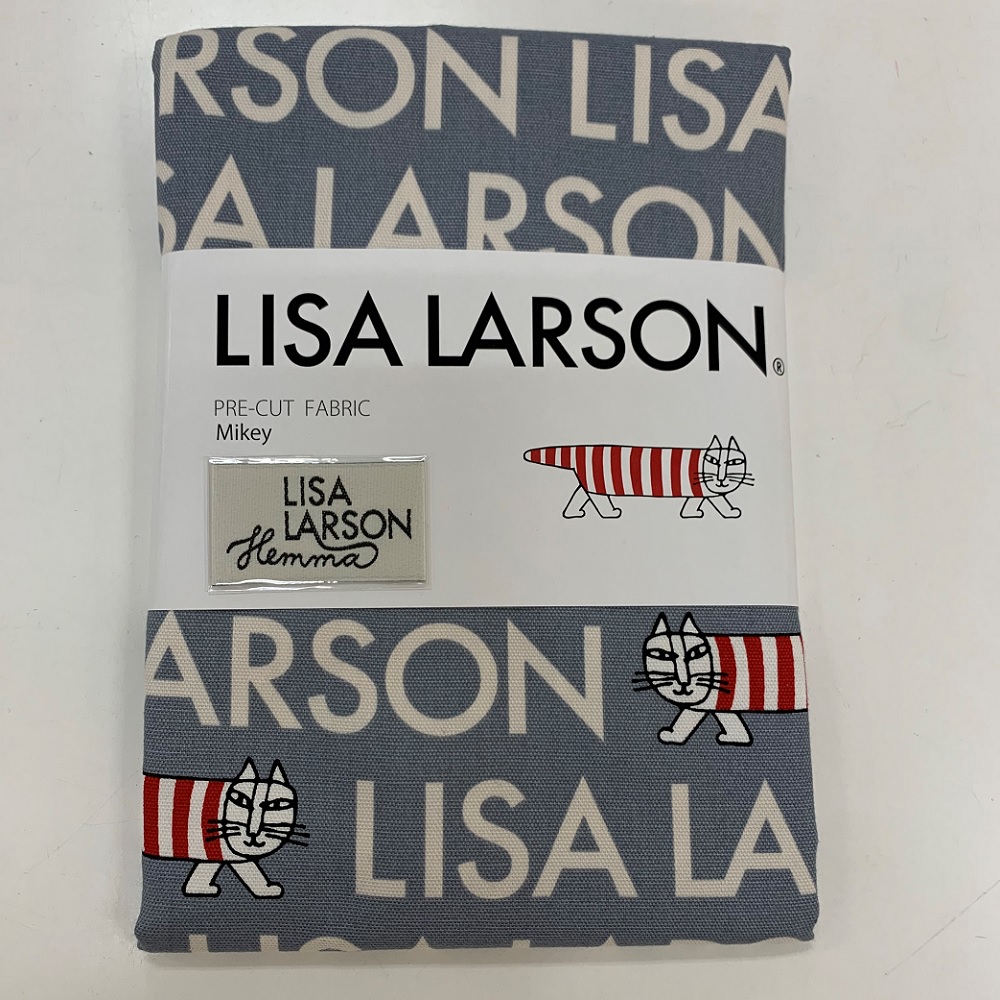 RSON LISA
SA LARSON
LISA LARSON®
PRE-CUT FABRIC
Mikey
LISA
LARSON
Hemma
ARSON
LISA LA